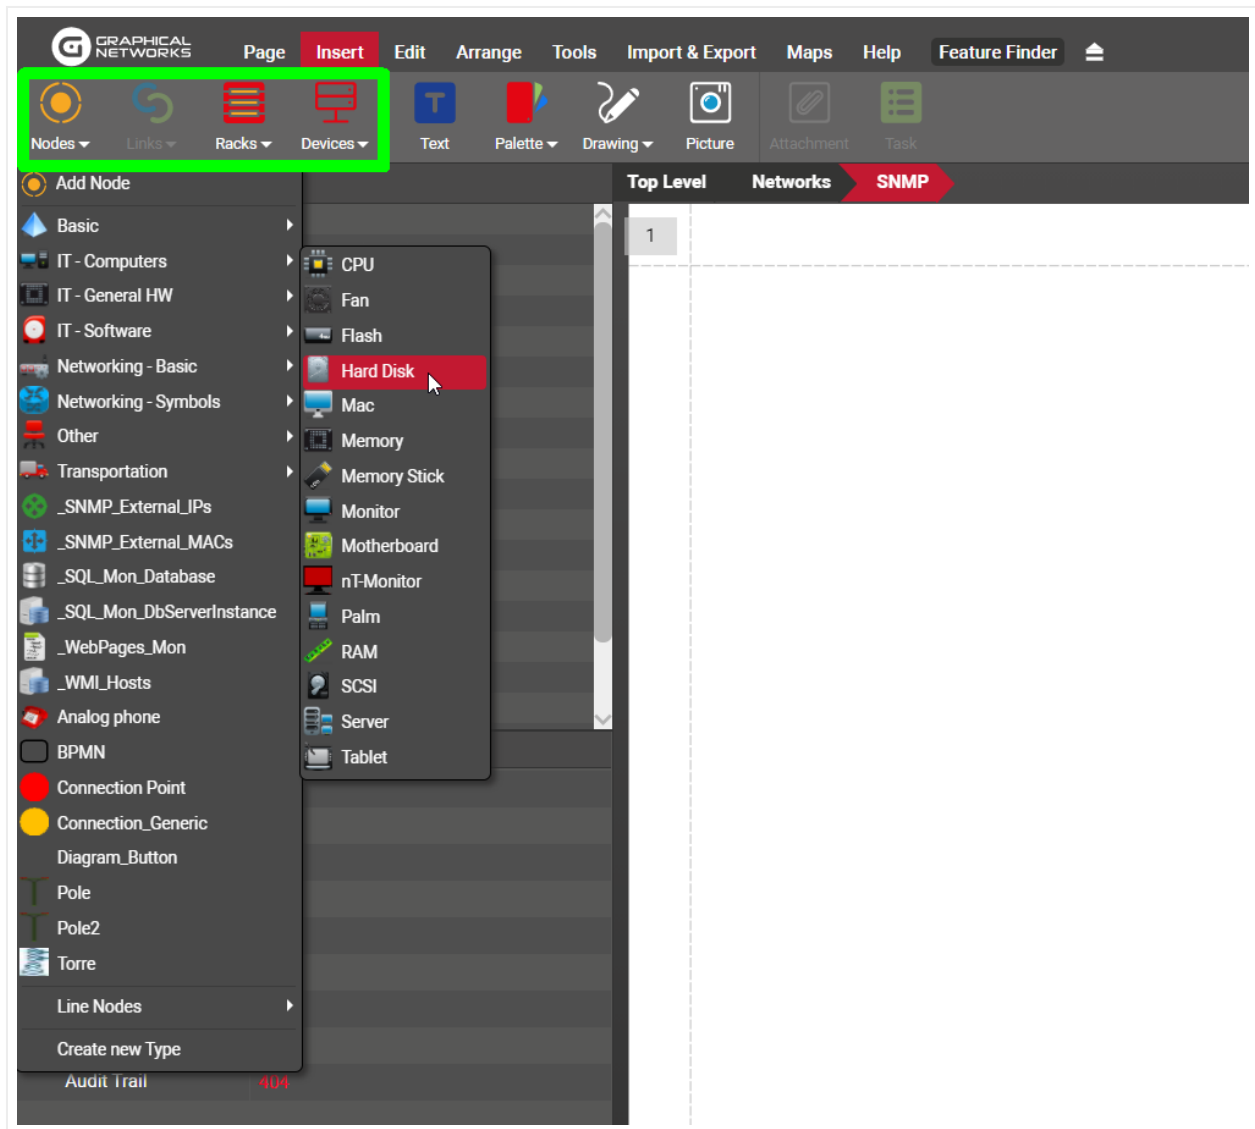 GRAPHICAL
NETWORKS
Page Insert Edit Arrange Tools Import & Export Maps Help Feature Finder
Nodes Links Racks Devices Text Palette Drawing Picture Attachment Task
Add Node
Top Level Networks SNMP
1
Basic
IT - Computers
IT - General HW
IT - Software
Networking - Basic
Networking - Symbols
Other
Transportation
_SNMP_External_IPs
_SNMP_External_MACs
_SQL_Mon_Database
_SQL_Mon_DbServerInstance
_WebPages_Mon
_WMI_Hosts
Analog phone
BPMN
Connection Point
Connection_Generic
Diagram_Button
Pole
Pole2
Torre
Line Nodes
Create new Type
CPU
Fan
Flash
Hard Disk
Mac
Memory
Memory Stick
Monitor
Motherboard
nT-Monitor
Palm
RAM
SCSI
Server
Tablet
Audit Trail 404